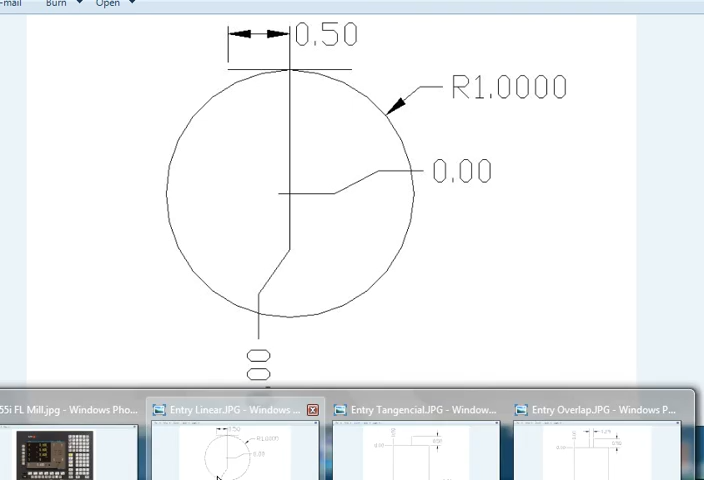 -mail Burn Open
0.50
R1.0000
0.00
.00
55i FL Mill.jpg - Windows Pho...
Entry Linear.JPG - Windows ...
Entry Tangencial.JPG - Window...
Entry Overlap.JPG - Windows P...